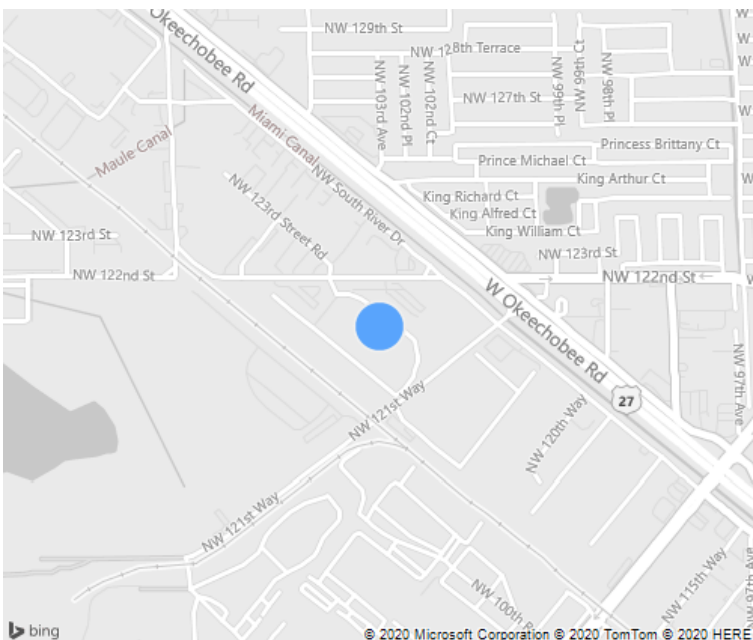 Okeechobee Rd
NW 129th St
NW 128th Terrace
NW 103rd Ave
NW 102nd Pl
NW 102nd Ct
NW 99th Pl
NW 99th Ct
NW 98th Pl
NW 127th St
Miami Canal
Maule Canal
Princess Brittany Ct
Prince Michael Ct
King Arthur Ct
King Richard Ct
King Alfred Ct
King William Ct
NW South River Dr
NW 123rd Street Rd
NW 123rd St
NW 123rd St
NW 122nd St
NW 122nd St
W Okeechobee Rd
27
NW 97th Ave
NW 121st Way
NW 120th Way
NW 121st Way
NW 115th Way
bing
© 2020 Microsoft Corporation © 2020 TomTom © 2020 HERE